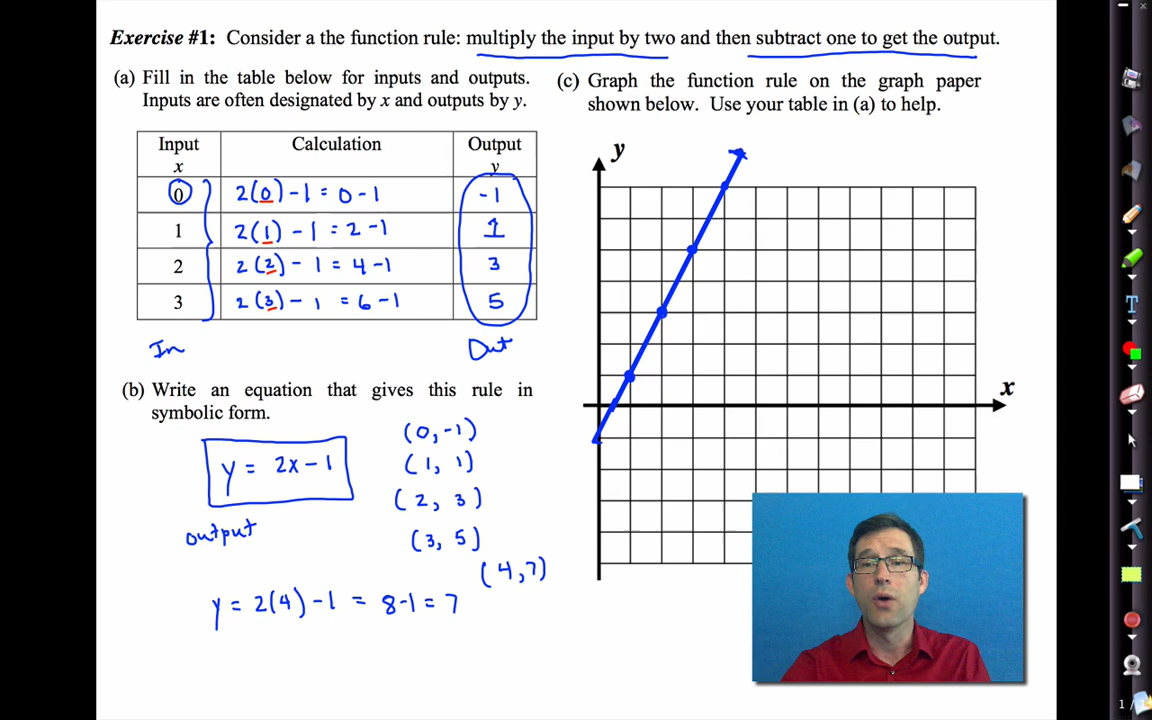 Exercise #1: Consider a the function rule: multiply the input by two and then subtract one to get the output.
(a) Fill in the table below for inputs and outputs.
Inputs are often designated by x and outputs by y.
Input
x
Calculation
Output
y
0 2(0) - 1 = 0 - 1 -1
1 2(1) - 1 = 2 - 1 1
2 2(2) - 1 = 4 - 1 3
3 2(3) - 1 = 6 - 1 5
In Out
(b) Write an equation that gives this rule in
symbolic form.
y = 2x - 1
output
(0, -1)
(1, 1)
(2, 3)
(3, 5)
(4, 7)
y = 2(4) - 1 = 8 - 1 = 7
(c) Graph the function rule on the graph paper
shown below. Use your table in (a) to help.
y
x
T
1 /